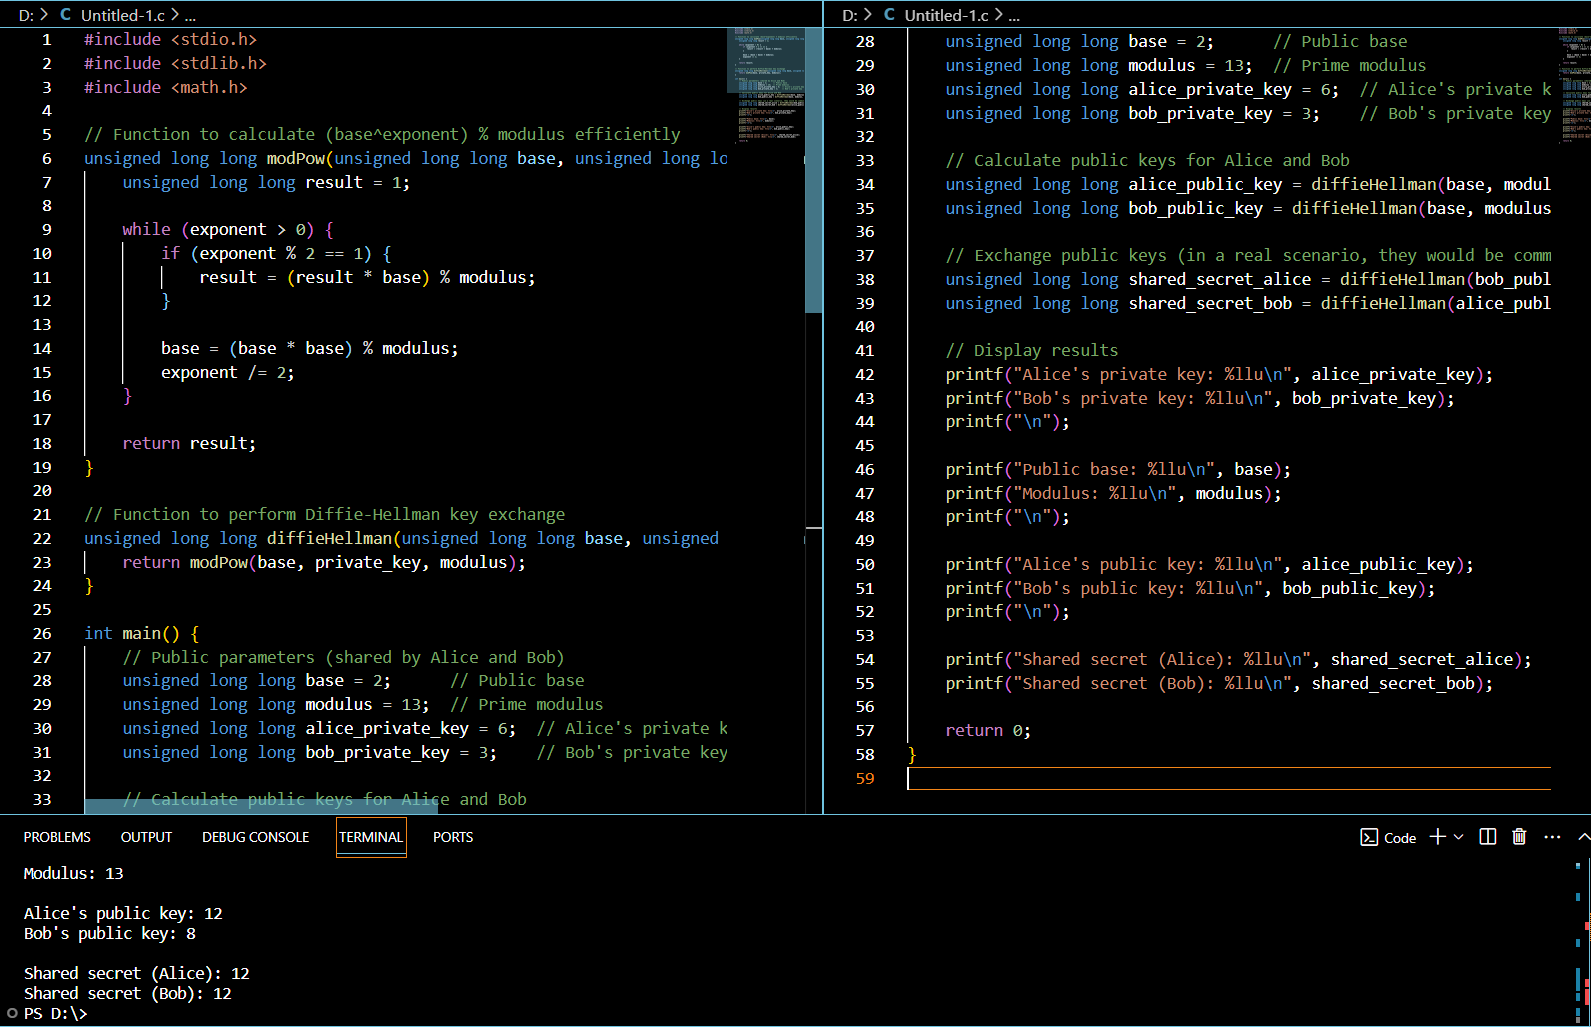 D: > C Untitled-1.c > ...
1 #include <stdio.h>
2 #include <stdlib.h>
3 #include <math.h>
4
5 // Function to calculate (base^exponent) % modulus efficiently
6 unsigned long long modPow(unsigned long long base, unsigned long lo
7 unsigned long long result = 1;
8
9 while (exponent > 0) {
10 if (exponent % 2 == 1) {
11 result = (result * base) % modulus;
12 }
13
14 base = (base * base) % modulus;
15 exponent /= 2;
16 }
17
18 return result;
19 }
20
21 // Function to perform Diffie-Hellman key exchange
22 unsigned long long diffieHellman(unsigned long long base, unsigned
23 return modPow(base, private_key, modulus);
24 }
25
26 int main() {
27 // Public parameters (shared by Alice and Bob)
28 unsigned long long base = 2; // Public base
29 unsigned long long modulus = 13; // Prime modulus
30 unsigned long long alice_private_key = 6; // Alice's private k
31 unsigned long long bob_private_key = 3; // Bob's private key
32
33 // Calculate public keys for Alice and Bob
D: > C Untitled-1.c > ...
28 unsigned long long base = 2; // Public base
29 unsigned long long modulus = 13; // Prime modulus
30 unsigned long long alice_private_key = 6; // Alice's private k
31 unsigned long long bob_private_key = 3; // Bob's private key
32
33 // Calculate public keys for Alice and Bob
34 unsigned long long alice_public_key = diffieHellman(base, modul
35 unsigned long long bob_public_key = diffieHellman(base, modulus
36
37 // Exchange public keys (in a real scenario, they would be comm
38 unsigned long long shared_secret_alice = diffieHellman(bob_publ
39 unsigned long long shared_secret_bob = diffieHellman(alice_publ
40
41 // Display results
42 printf("Alice's private key: %llu\n", alice_private_key);
43 printf("Bob's private key: %llu\n", bob_private_key);
44 printf("\n");
45
46 printf("Public base: %llu\n", base);
47 printf("Modulus: %llu\n", modulus);
48 printf("\n");
49
50 printf("Alice's public key: %llu\n", alice_public_key);
51 printf("Bob's public key: %llu\n", bob_public_key);
52 printf("\n");
53
54 printf("Shared secret (Alice): %llu\n", shared_secret_alice);
55 printf("Shared secret (Bob): %llu\n", shared_secret_bob);
56
57 return 0;
58 }
59
PROBLEMS OUTPUT DEBUG CONSOLE TERMINAL PORTS Code
Modulus: 13
Alice's public key: 12
Bob's public key: 8
Shared secret (Alice): 12
Shared secret (Bob): 12
PS D:\>